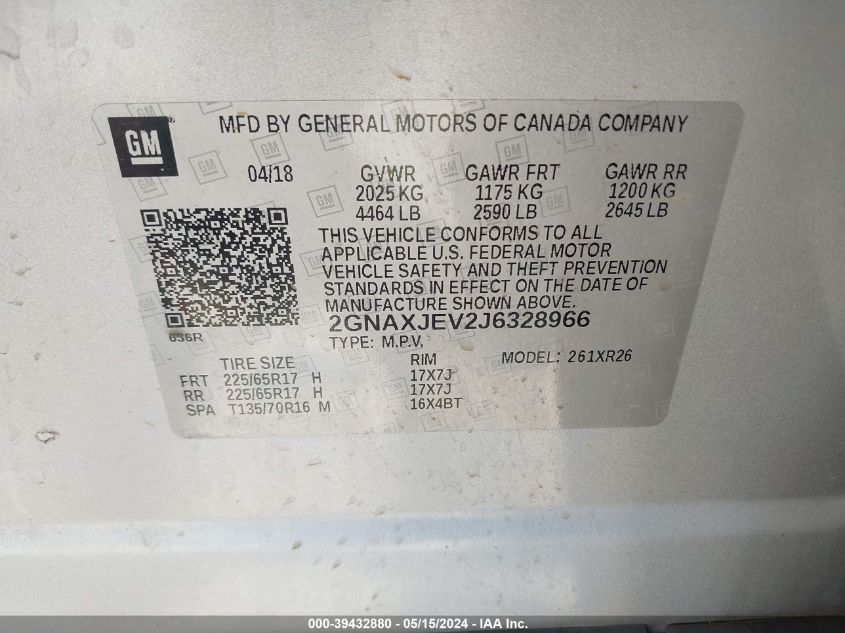 GM
MFD BY GENERAL MOTORS OF CANADA COMPANY
04/18 GVWR GAWR FRT GAWR RR
2025 KG 1175 KG 1200 KG
4464 LB 2590 LB 2645 LB
THIS VEHICLE CONFORMS TO ALL
APPLICABLE U.S. FEDERAL MOTOR
VEHICLE SAFETY AND THEFT PREVENTION
STANDARDS IN EFFECT ON THE DATE OF
MANUFACTURE SHOWN ABOVE.
2GNAXJEV2J6328966
636R
TYPE: M.P.V.
TIRE SIZE RIM MODEL: 261XR26
FRT 225/65R17 H 17X7J
RR 225/65R17 H 17X7J
SPA T135/70R16 M 16X4BT
000-39432880 - 05/15/2024 - IAA Inc.